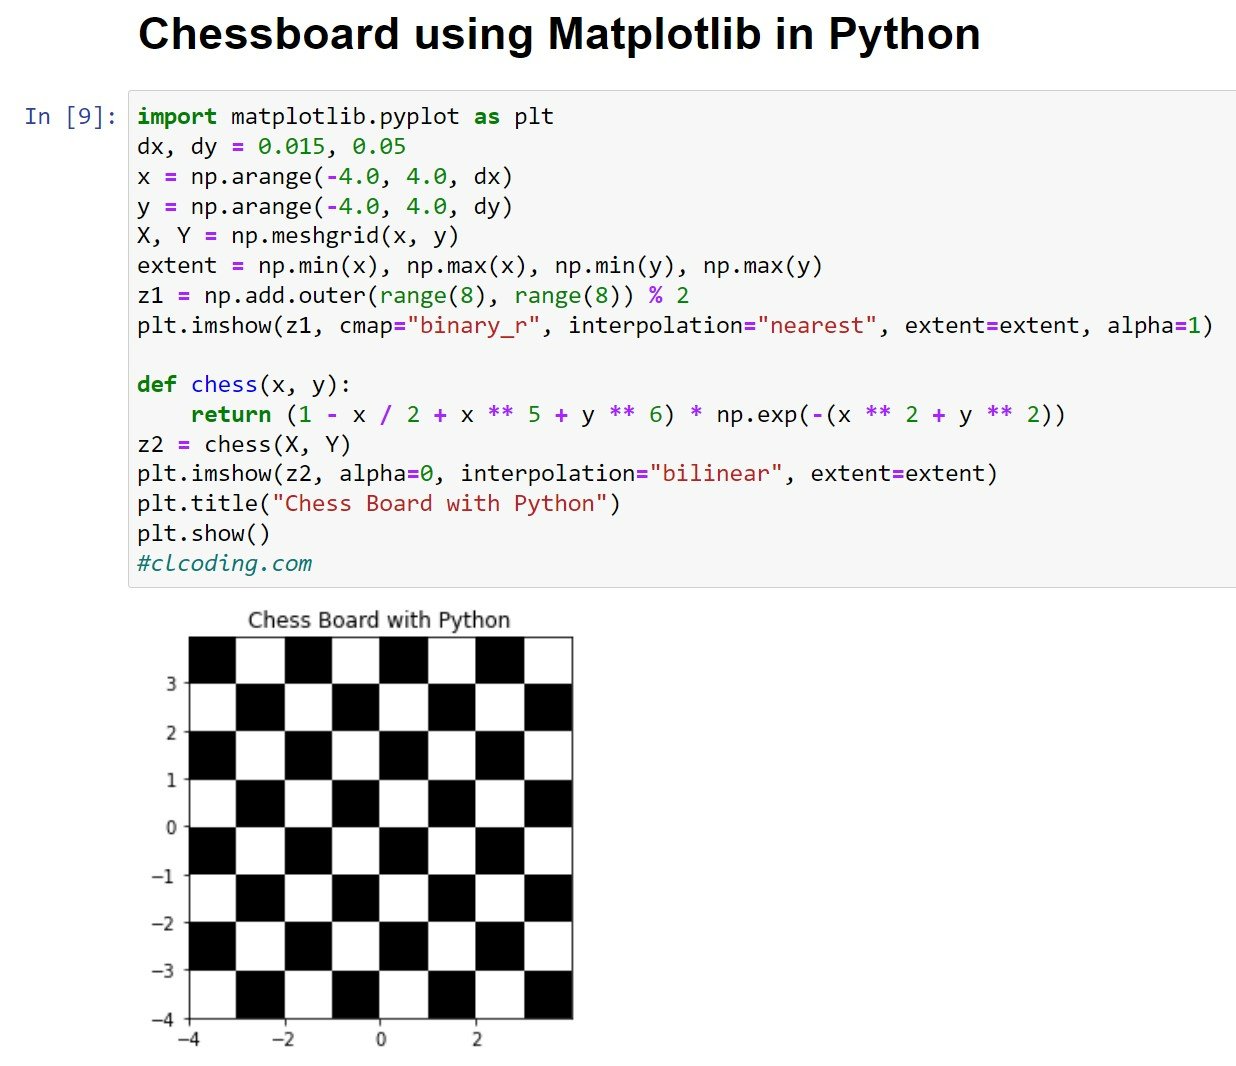 Chessboard using Matplotlib in Python
In [9]:
import matplotlib.pyplot as plt
dx, dy = 0.015, 0.05
x = np.arange(-4.0, 4.0, dx)
y = np.arange(-4.0, 4.0, dy)
X, Y = np.meshgrid(x, y)
extent = np.min(x), np.max(x), np.min(y), np.max(y)
z1 = np.add.outer(range(8), range(8)) % 2
plt.imshow(z1, cmap="binary_r", interpolation="nearest", extent=extent, alpha=1)

def chess(x, y):
    return (1 - x / 2 + x ** 5 + y ** 6) * np.exp(-(x ** 2 + y ** 2))
z2 = chess(X, Y)
plt.imshow(z2, alpha=0, interpolation="bilinear", extent=extent)
plt.title("Chess Board with Python")
plt.show()
#clcoding.com
Chess Board with Python
3
2
1
0
−1
−2
−3
−4
−4 −2 0 2